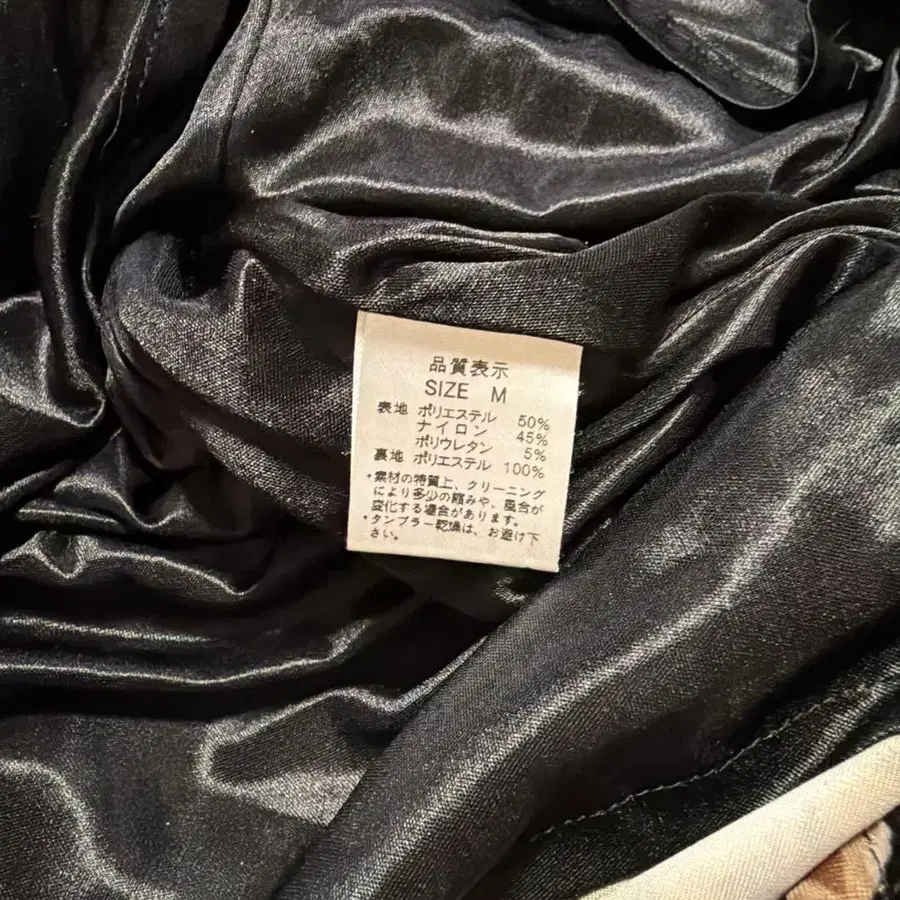 品質表示
SIZE M
表地 ポリエステル 50%
ナイロン 45%
ポリウレタン 5%
裏地 ポリエステル 100%
・素材の特質上、クリーニング
により多少の縮みや、風合が
変化する場合があります。
・タンブラー乾燥は、お避け下
さい。